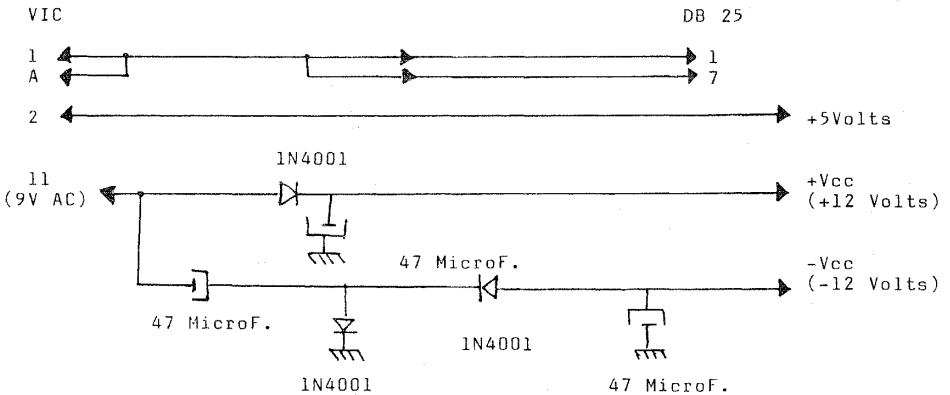 VIC DB 25
1 1
A 7
2 +5Volts
1N4001
11 +Vcc
(9V AC) (+12 Volts)
47 MicroF.
-Vcc
(-12 Volts)
47 MicroF.
1N4001
1N4001 47 MicroF.